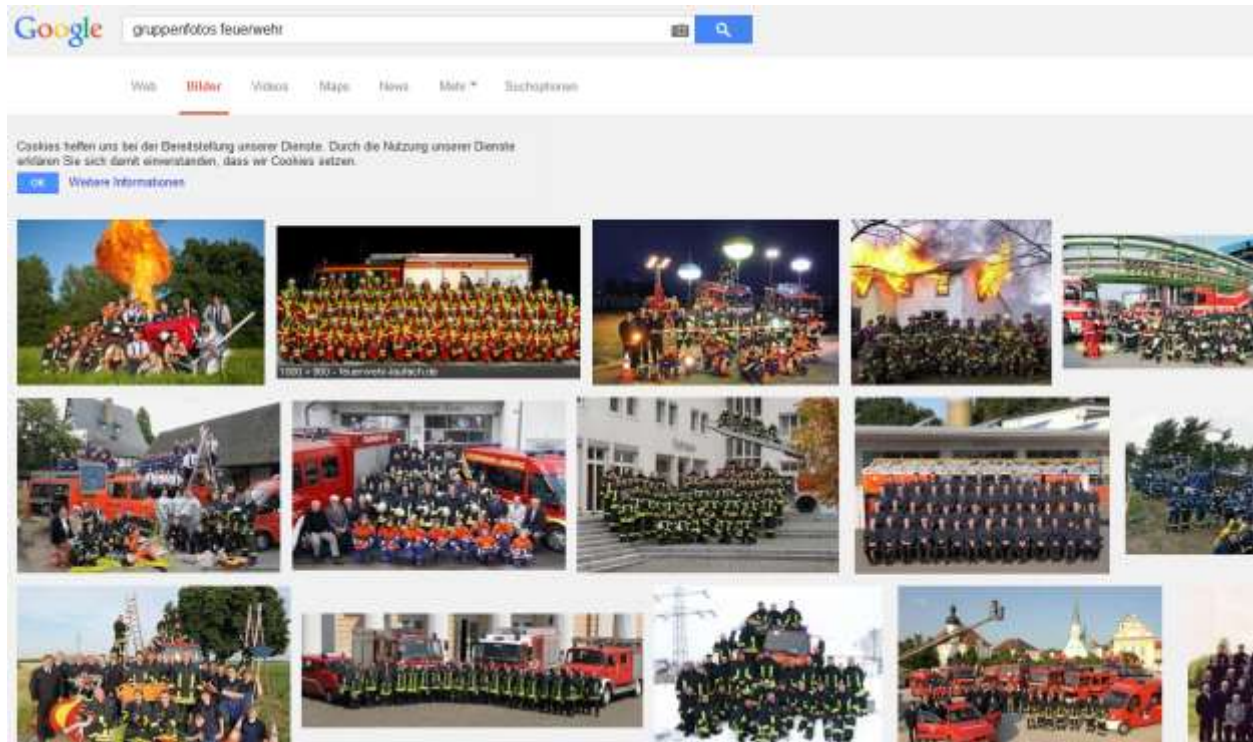 Google
gruppenfotos feuerwehr
Web Bilder Videos Maps News Mehr Suchoptionen
Cookies helfen uns bei der Bereitstellung unserer Dienste. Durch die Nutzung unserer Dienste
erklären Sie sich damit einverstanden, dass wir Cookies setzen.
OK Weitere Informationen